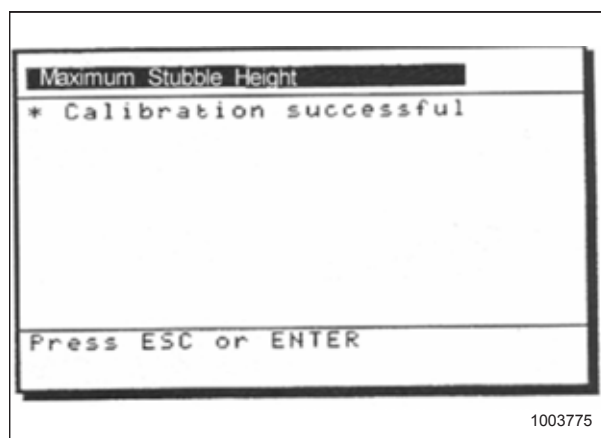 Maximum Stubble Height
* Calibration successful
Press ESC or ENTER
1003775